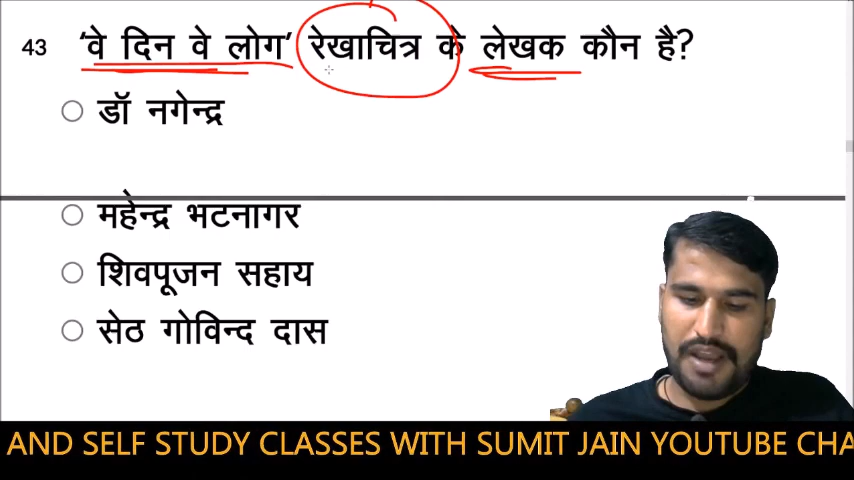 43 'वे दिन वे लोग' रेखाचित्र के लेखक कौन है?
डॉ नगेन्द्र
महेन्द्र भटनागर
शिवपूजन सहाय
सेठ गोविन्द दास
AND SELF STUDY CLASSES WITH SUMIT JAIN YOUTUBE CHA